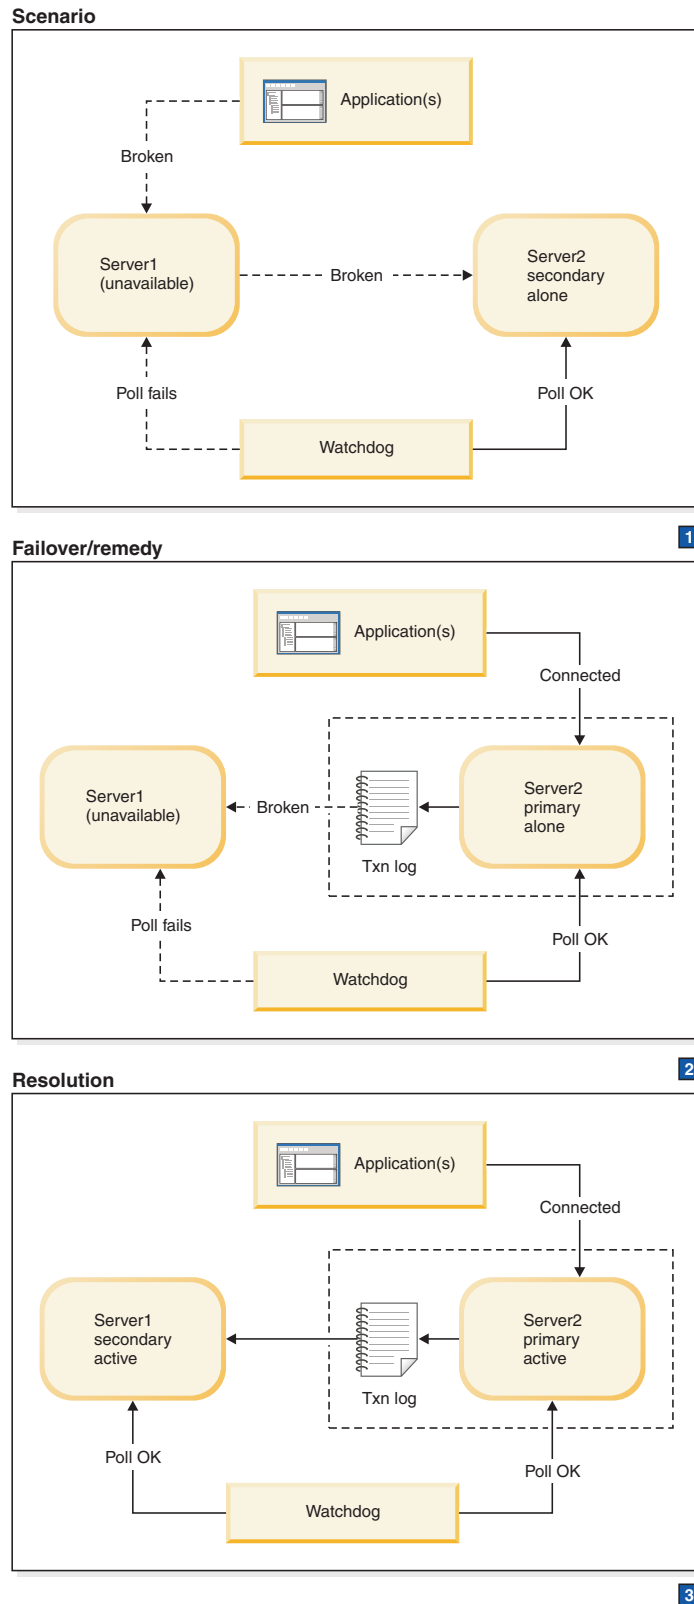 Scenario
Application(s)
Broken
Server1
(unavailable)
Broken
Server2
secondary
alone
Poll fails
Poll OK
Watchdog
1
Failover/remedy
Application(s)
Connected
Server1
(unavailable)
Broken
Txn log
Server2
primary
alone
Poll fails
Poll OK
Watchdog
2
Resolution
Application(s)
Connected
Server1
secondary
active
Txn log
Server2
primary
active
Poll OK
Poll OK
Watchdog
3